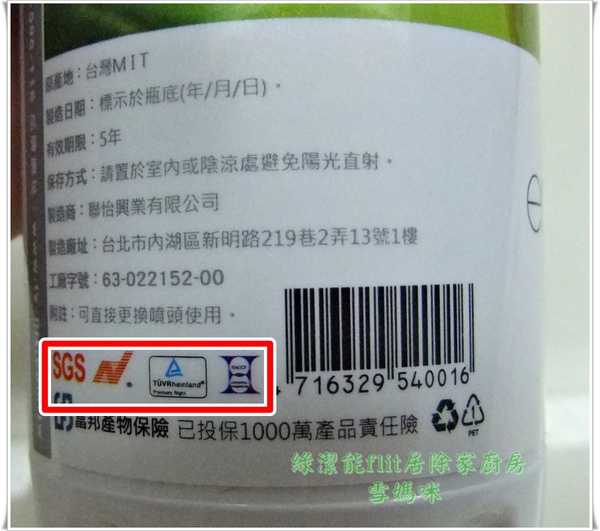 原產地：台灣MIT
製造日期：標示於瓶底(年/月/日)。
有效期限：5年
保存方式：請置於室內或陰涼處避免陽光直射。
製造商：聯怡興業有限公司
製造廠址：台北市內湖區新明路219巷2弄13號1樓
工廠字號：63-022152-00
附註：可直接更換噴頭使用。
SGS
TÜVRheinland®
Precisely Right.
HACCP
4 716329 540016
富邦產物保險 已投保1000萬產品責任險
PET
綠潔能flit居除家廚房
雪媽咪